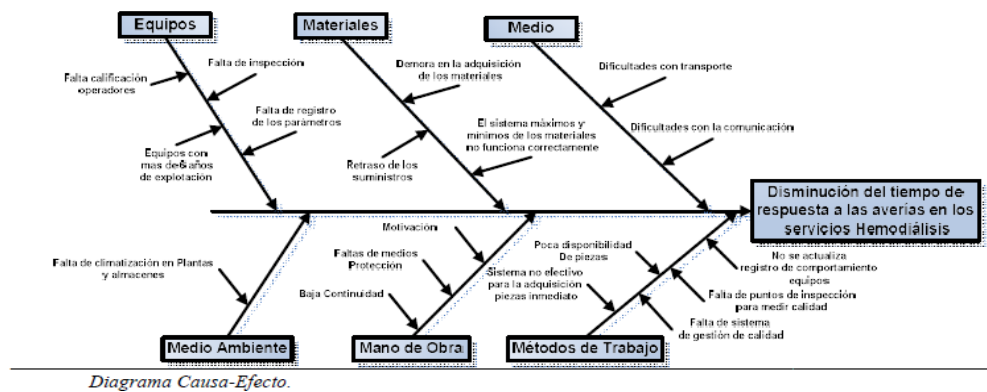 Equipos
Materiales
Medio
Falta calificación
operadores
Falta de inspección
Falta de registro
de los parámetros
Equipos con
mas de6 años
de explotación
Demora en la adquisición
de los materiales
El sistema máximos y
mínimos de los materiales
no funciona correctamente
Retraso de los
suministros
Dificultades con transporte
Dificultades con la comunicación
Disminución del tiempo de
respuesta a las averías en los
servicios Hemodiálisis
Falta de climatización en Plantas
y almacenes
Motivación
Faltas de medios
Protección
Baja Continuidad
Poca disponibilidad
De piezas
Sistema no efectivo
para la adquisición
piezas inmediato
No se actualiza
registro de comportamiento
equipos
Falta de puntos de inspección
para medir calidad
Falta de sistema
de gestión de calidad
Medio Ambiente
Mano de Obra
Métodos de Trabajo
Diagrama Causa-Efecto.